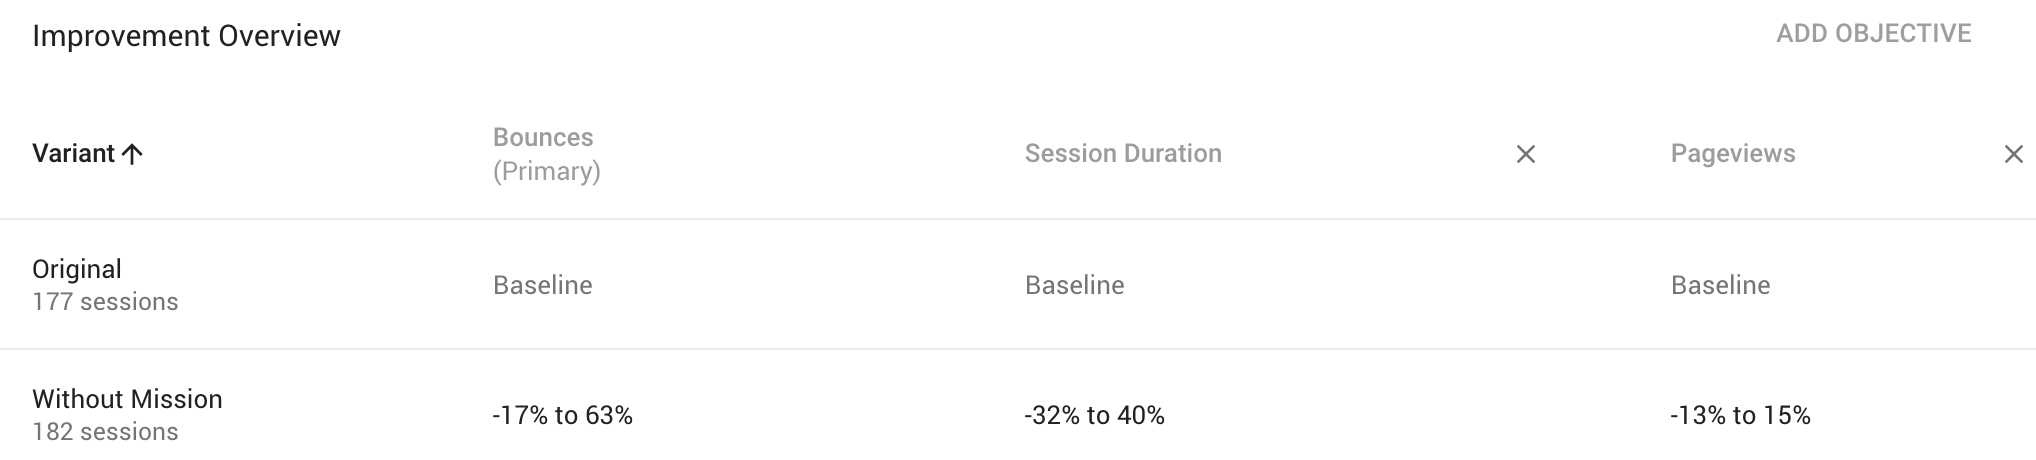 Improvement Overview
ADD OBJECTIVE
Variant ↑
Bounces
(Primary)
Session Duration
Pageviews
Original
177 sessions
Baseline
Baseline
Baseline
Without Mission
182 sessions
-17% to 63%
-32% to 40%
-13% to 15%